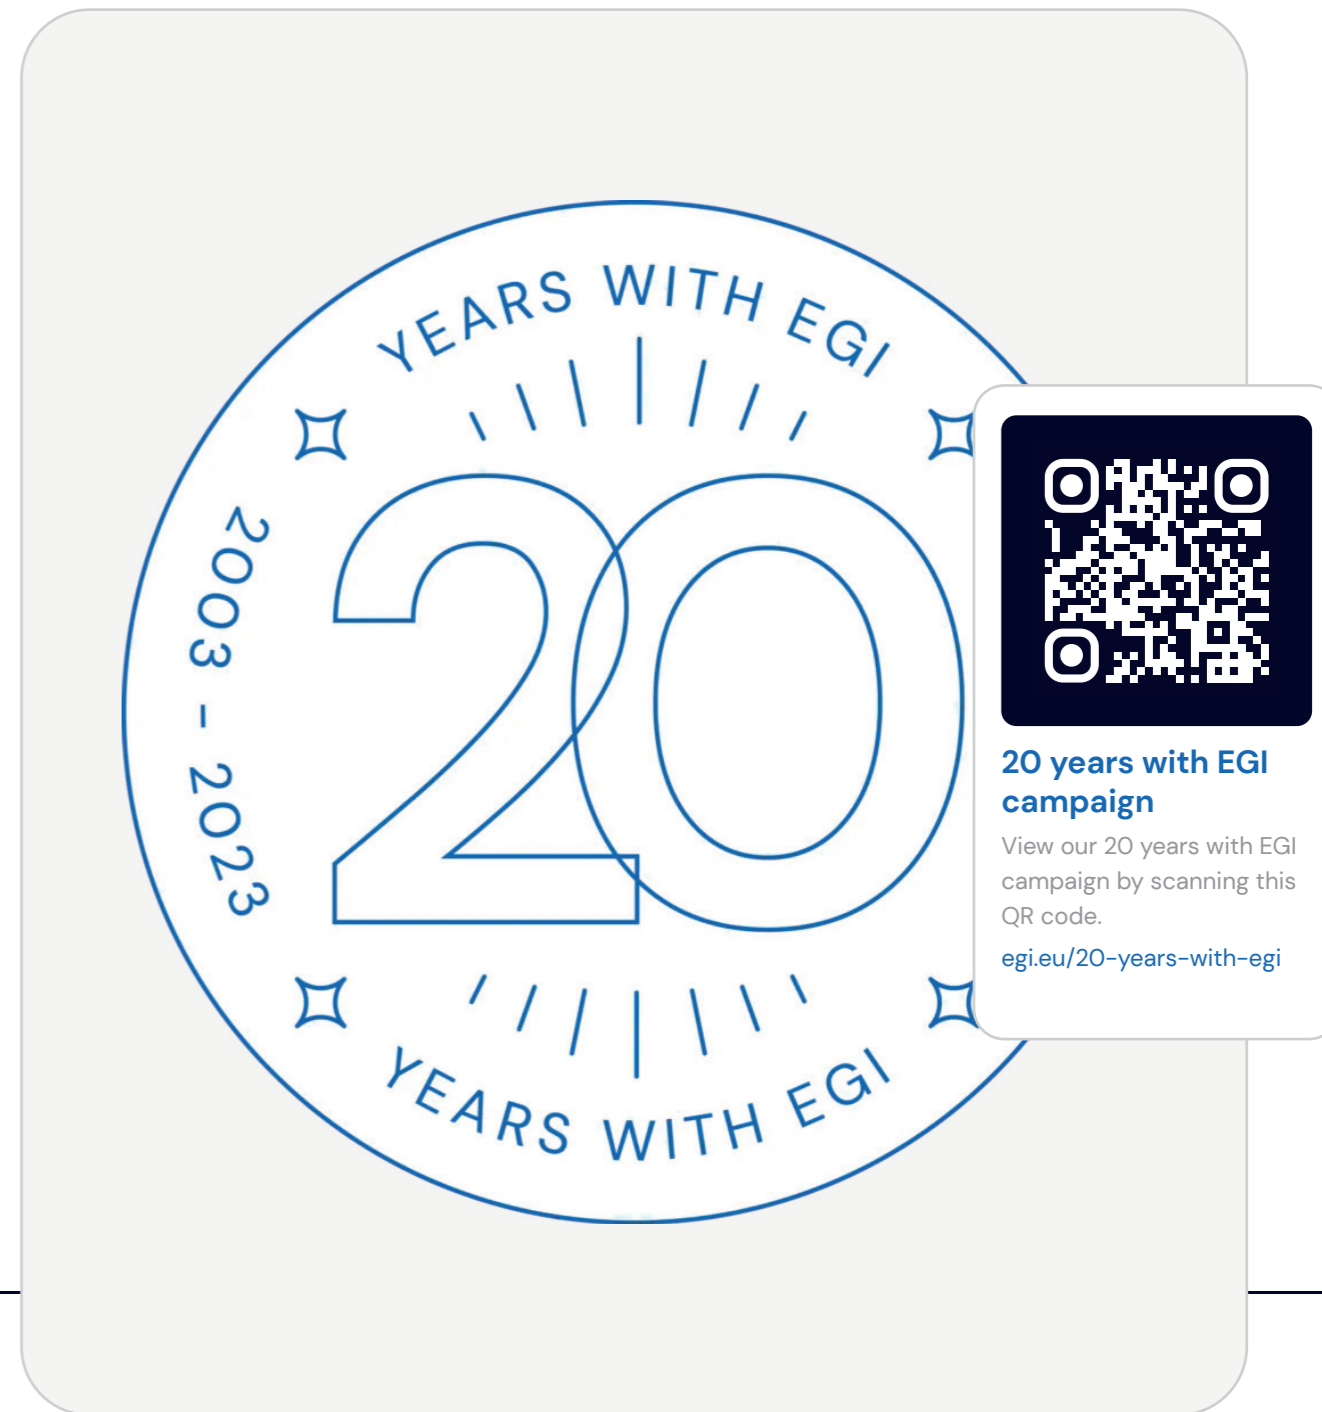 YEARS WITH EGI
2003 - 2023
20
YEARS WITH EGI
20 years with EGI
campaign
View our 20 years with EGI
campaign by scanning this
QR code.
egi.eu/20-years-with-egi